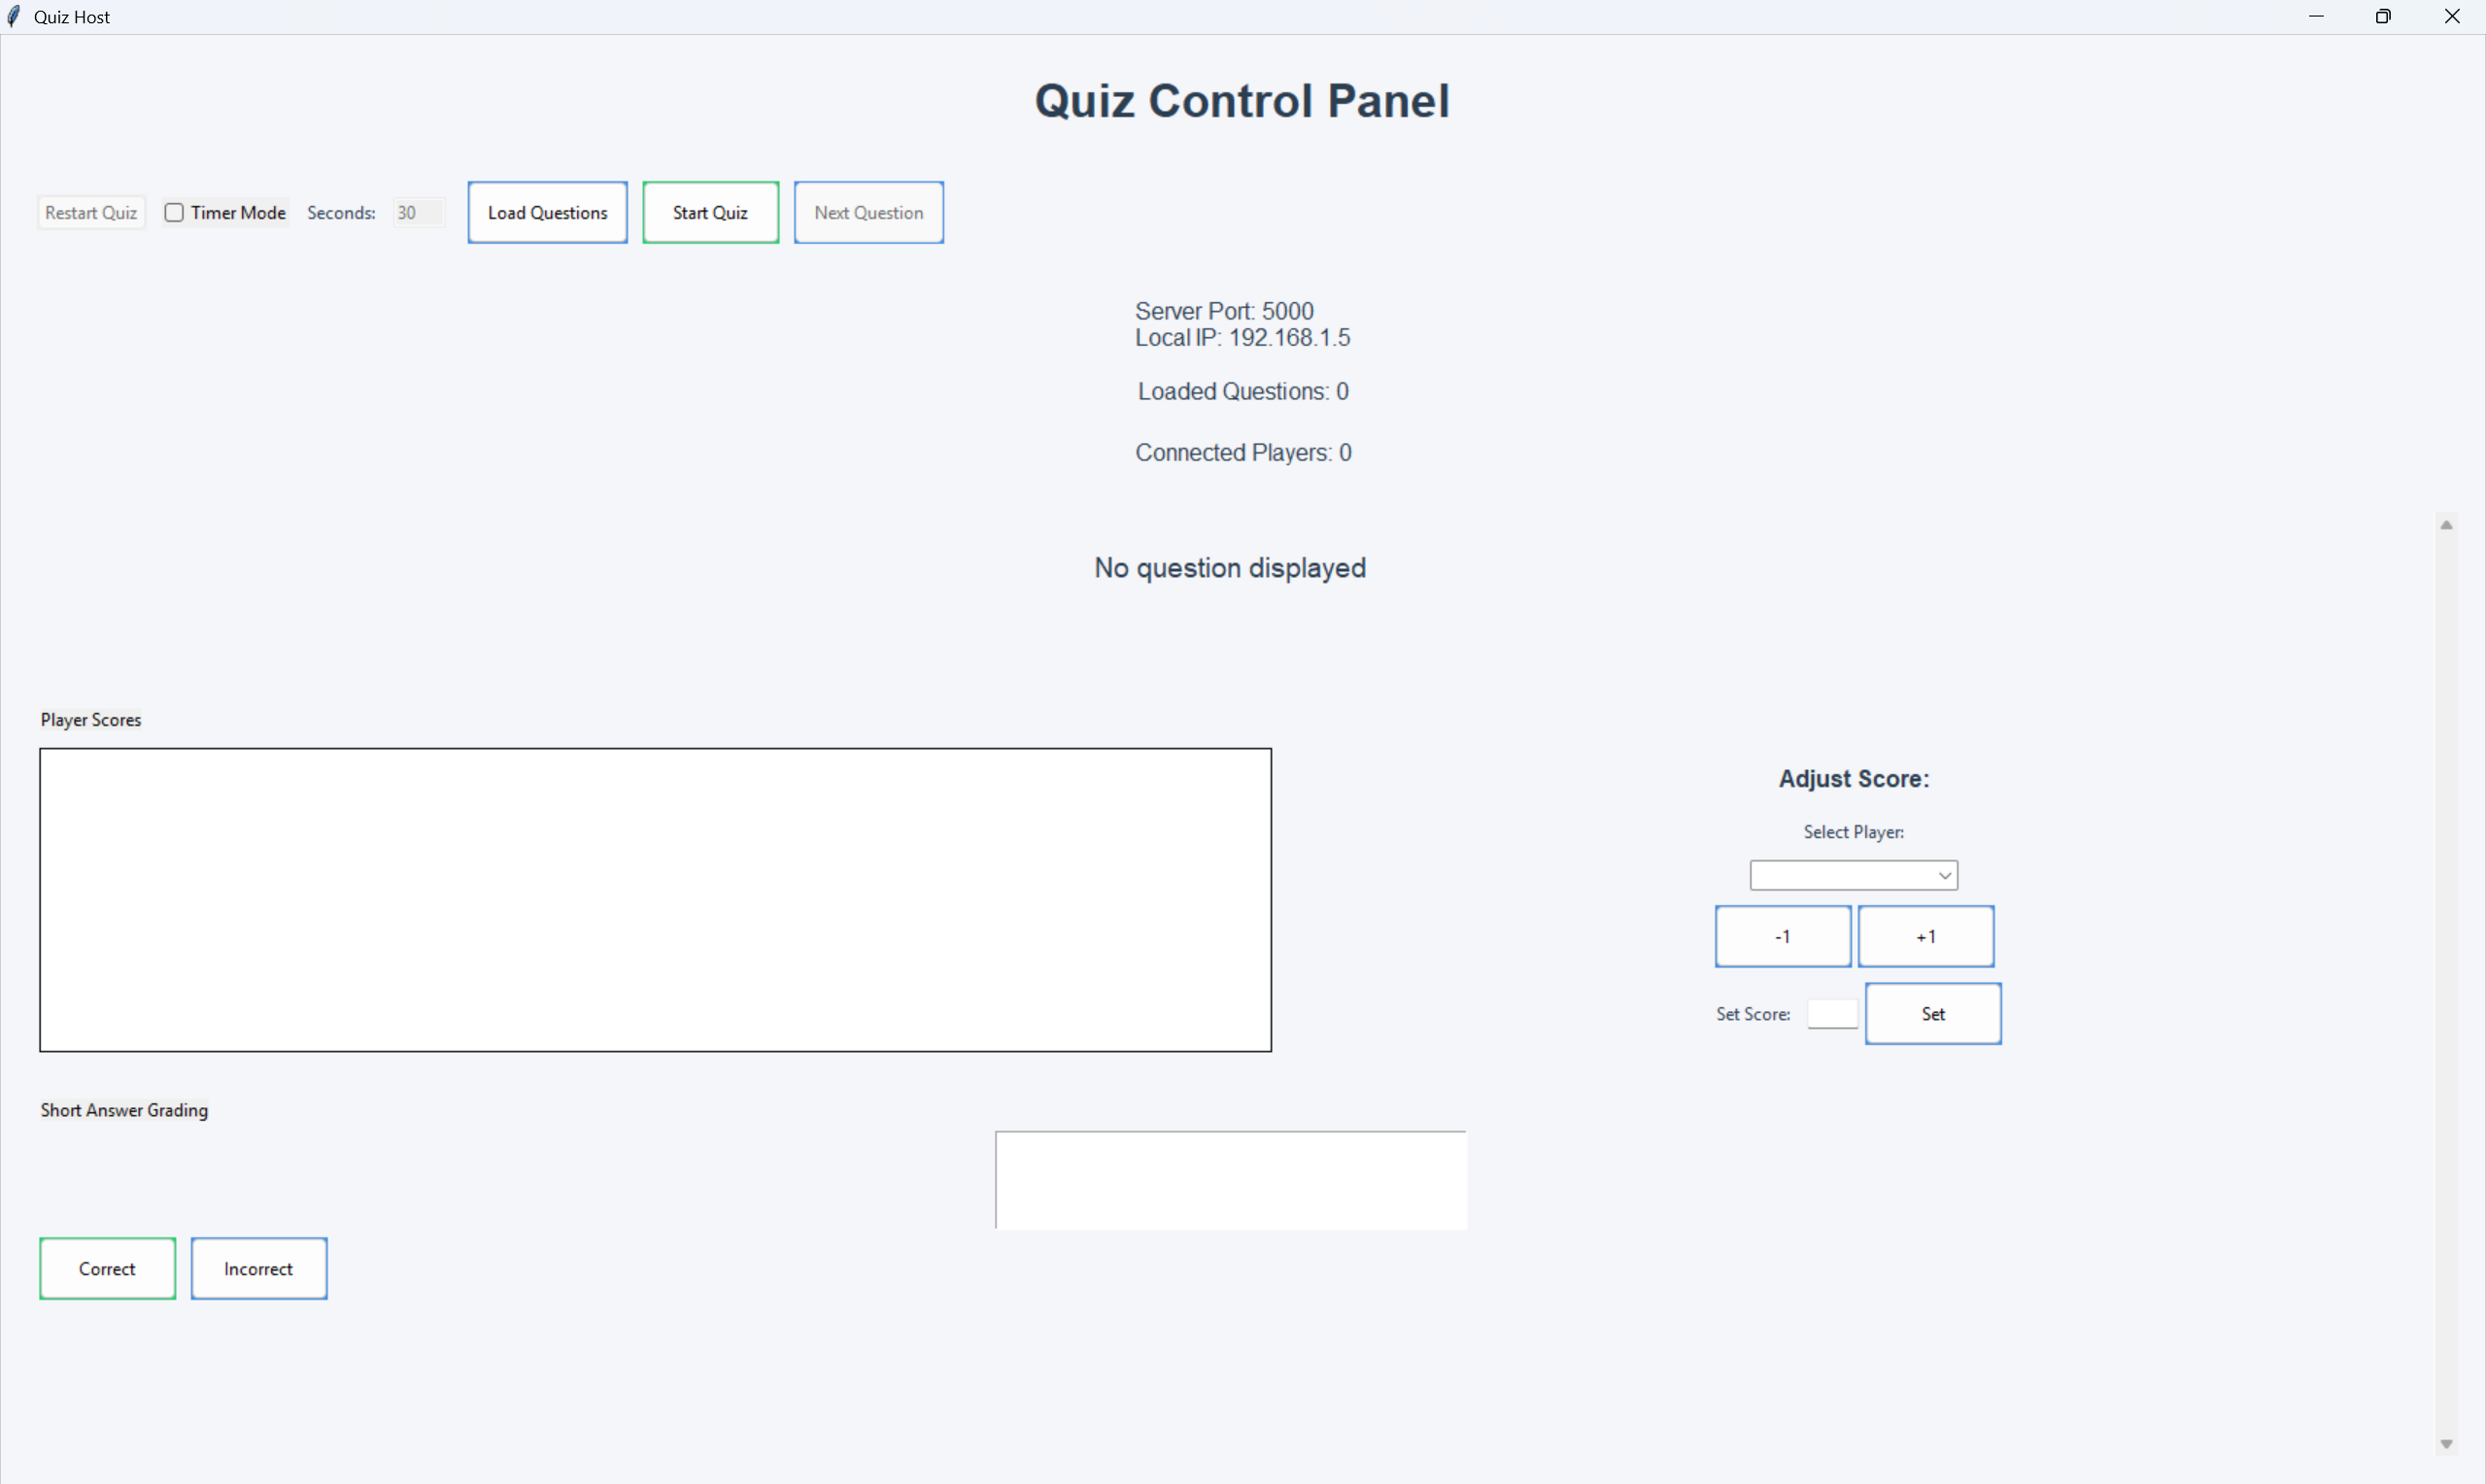 Quiz Host
Quiz Control Panel
Restart Quiz Timer Mode Seconds: 30 Load Questions Start Quiz Next Question
Server Port: 5000
Local IP: 192.168.1.5
Loaded Questions: 0
Connected Players: 0
No question displayed
Player Scores
Adjust Score:
Select Player:
-1 +1
Set Score: Set
Short Answer Grading
Correct Incorrect